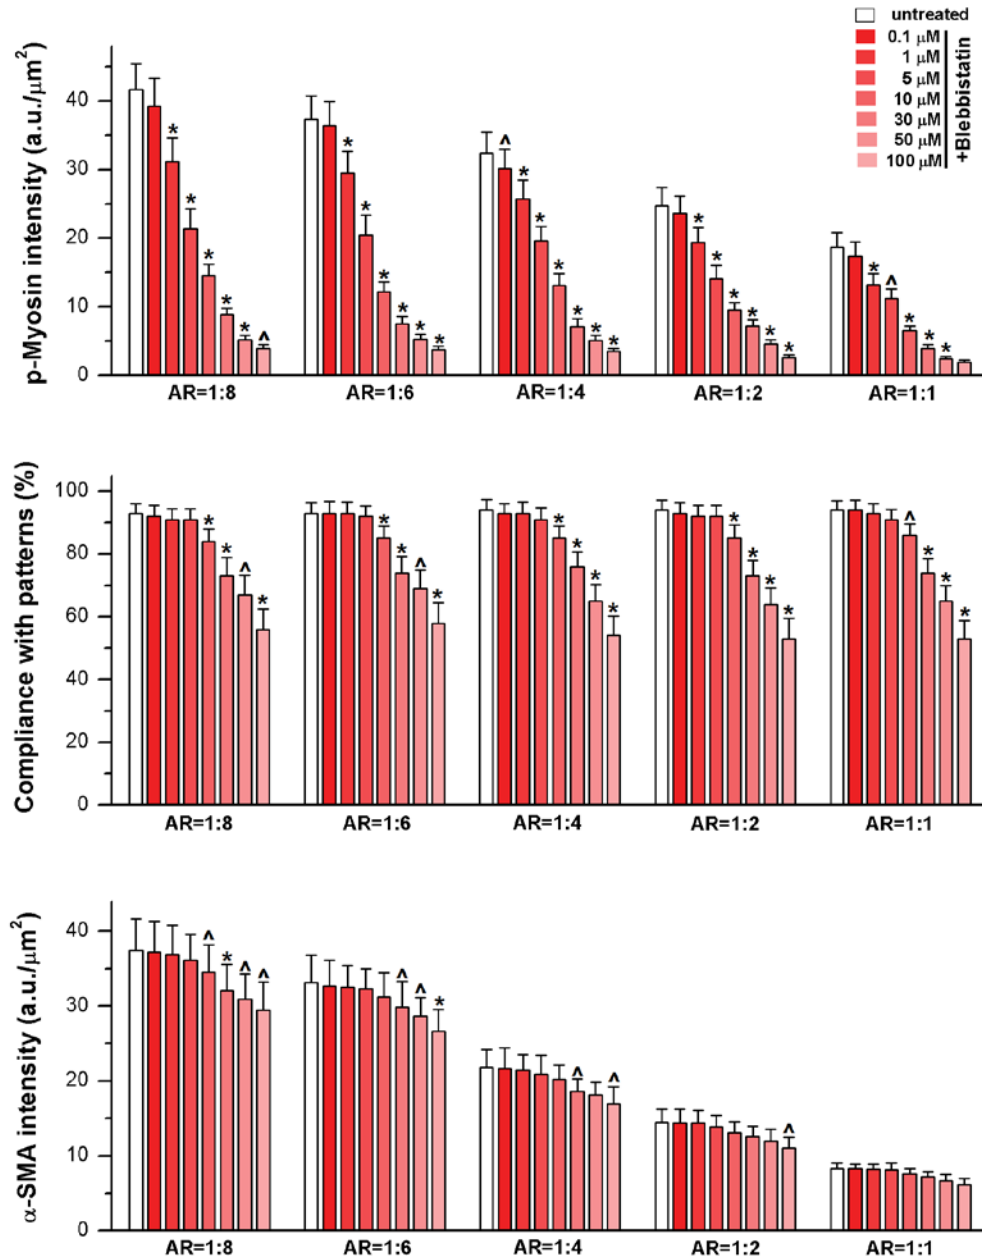 untreated
0.1 μM
1 μM
5 μM
10 μM
30 μM
50 μM
100 μM
+Blebbistatin
p-Myosin intensity (a.u./μm²)
40
30
20
10
0
* * * * * ^
* * * * * *
^ * * * * * *
* * * * * *
* ^ * * *
AR=1:8 AR=1:6 AR=1:4 AR=1:2 AR=1:1
Compliance with patterns (%)
100
80
60
40
20
0
* * ^ *
* * ^ *
* * * *
* * * *
^ * * *
AR=1:8 AR=1:6 AR=1:4 AR=1:2 AR=1:1
α-SMA intensity (a.u./μm²)
40
30
20
10
0
^ * ^ ^
^ ^ *
^ ^
^
AR=1:8 AR=1:6 AR=1:4 AR=1:2 AR=1:1